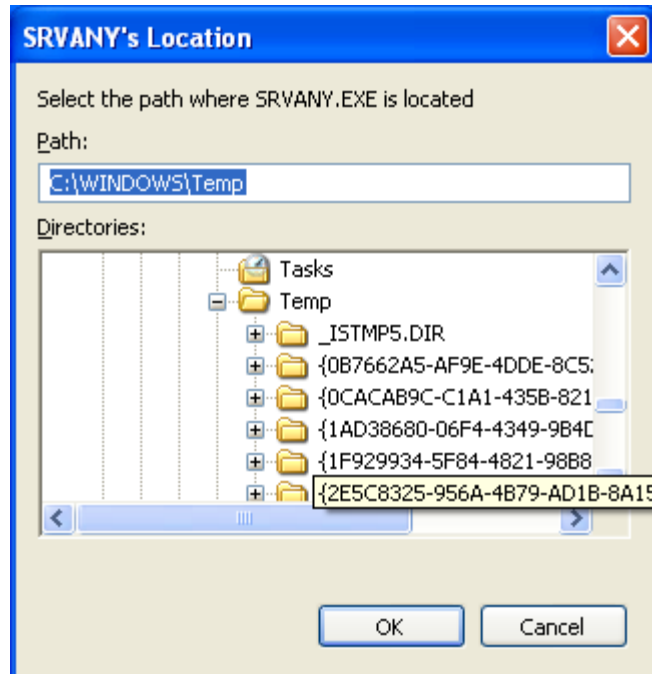 SRVANY's Location
Select the path where SRVANY.EXE is located
Path:
C:\WINDOWS\Temp
Directories:
Tasks
Temp
_ISTMP5.DIR
{0B7662A5-AF9E-4DDE-8C52
{0CACAB9C-C1A1-435B-821
{1AD38680-06F4-4349-9B4D
{1F929934-5F84-4821-98B8
{2E5C8325-956A-4B79-AD1B-8A15
OK Cancel